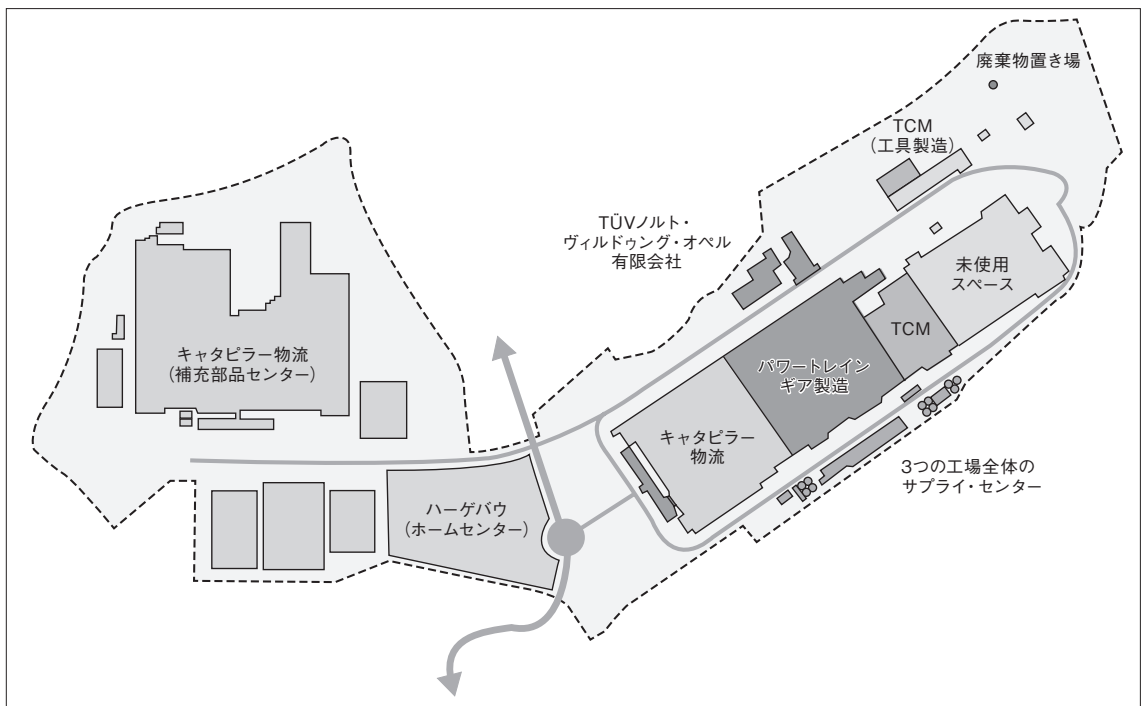 廃棄物置き場
TCM
（工具製造）
TÜVノルト・
ヴィルドゥング・オペル
有限会社
未使用
スペース
TCM
パワートレイン
ギア製造
キャタピラー物流
（補充部品センター）
キャタピラー
物流
3つの工場全体の
サプライ・センター
ハーゲバウ
（ホームセンター）